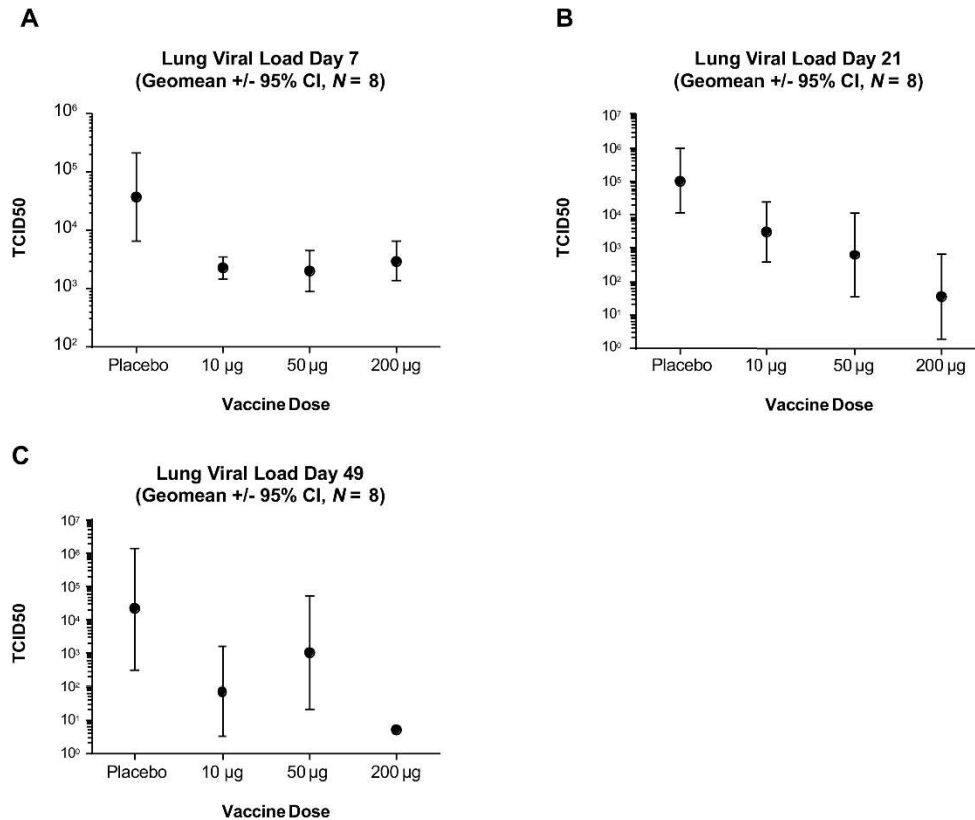 A
Lung Viral Load Day 7
(Geomean +/- 95% CI, N = 8)
10⁶
10⁵
10⁴
10³
10²
TCID50
Placebo
10 µg
50 µg
200 µg
Vaccine Dose
B
Lung Viral Load Day 21
(Geomean +/- 95% CI, N = 8)
10⁷
10⁶
10⁵
10⁴
10³
10²
10¹
10⁰
TCID50
Placebo
10 µg
50 µg
200 µg
Vaccine Dose
C
Lung Viral Load Day 49
(Geomean +/- 95% CI, N = 8)
10⁷
10⁶
10⁵
10⁴
10³
10²
10¹
10⁰
TCID50
Placebo
10 µg
50 µg
200 µg
Vaccine Dose